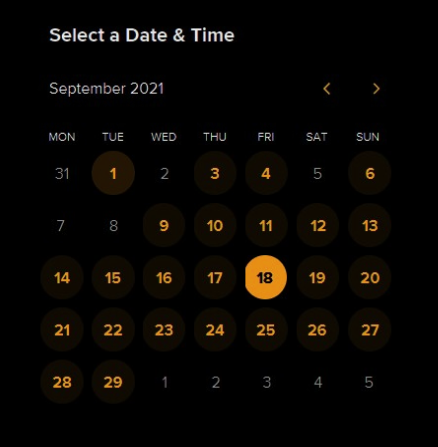 Select a Date & Time
September 2021
MON TUE WED THU FRI SAT SUN
31 1 2 3 4 5 6
7 8 9 10 11 12 13
14 15 16 17 18 19 20
21 22 23 24 25 26 27
28 29 1 2 3 4 5